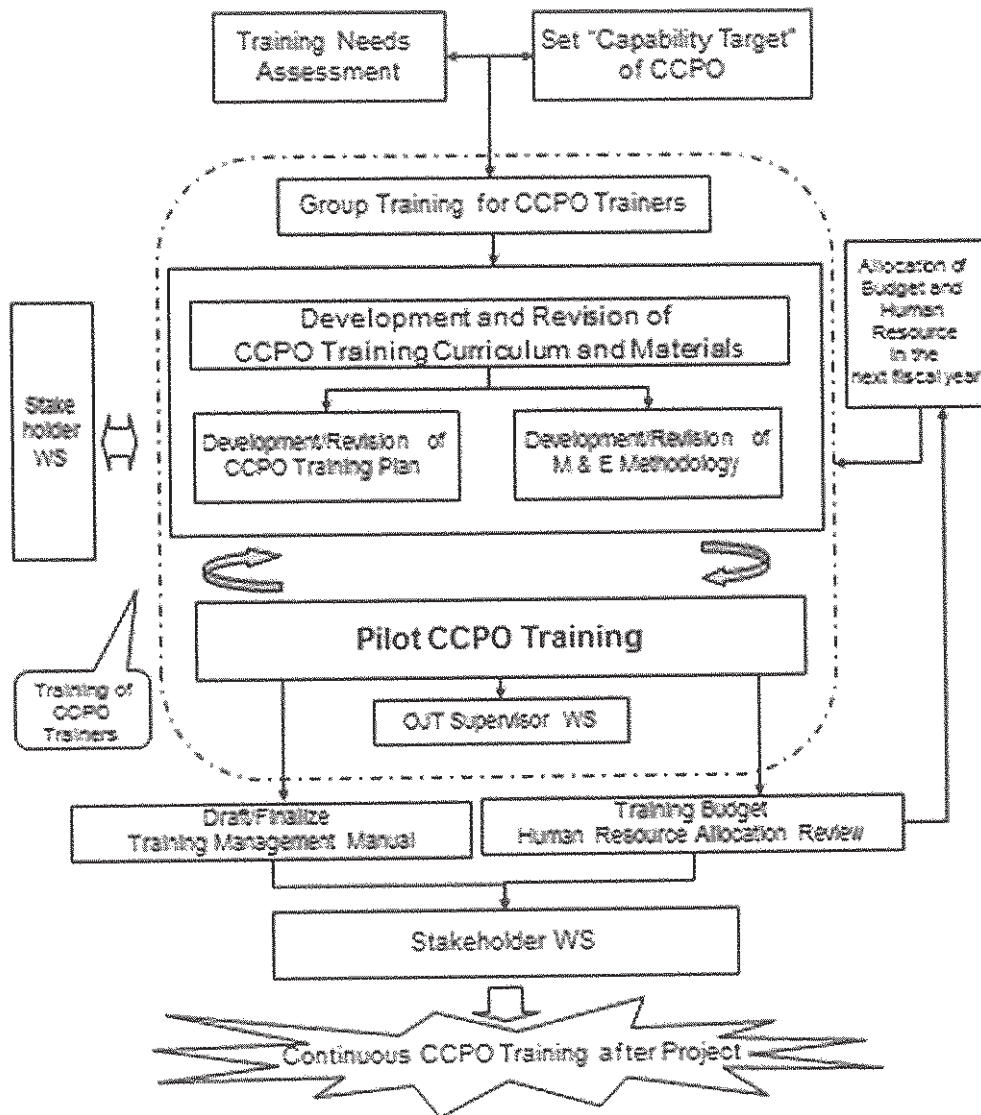 Training Needs
Assessment
Set "Capability Target"
of CCPO
Group Training for CCPO Trainers
Development and Revision of
CCPO Training Curriculum and Materials
Development/Revision of
CCPO Training Plan
Development/Revision of
M & E Methodology
Allocation of
Budget and
Human
Resource
in the
next fiscal year
Stake
holder
WS
Pilot CCPO Training
Training of
CCPO
Trainers
OJT Supervisor WS
Draft/Finalize
Training Management Manual
Training Budget
Human Resource Allocation Review
Stakeholder WS
Continuous CCPO Training after Project